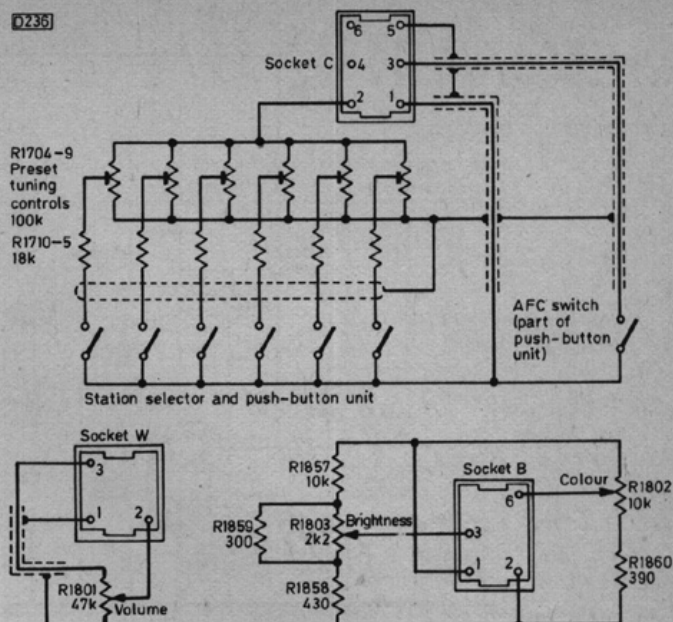 D236
6 5
Socket C
4 3
2 1
R1704-9
Preset
tuning
controls
100k
R1710-5
18k
AFC switch
(part of
push-button
unit)
Station selector and push-button unit
Socket W
3
1 2
R1801
47k
Volume
R1857
10k
R1859
300
R1803
2k2
Brightness
R1858
430
Socket B
6
3
1 2
Colour
R1802
10k
R1860
390